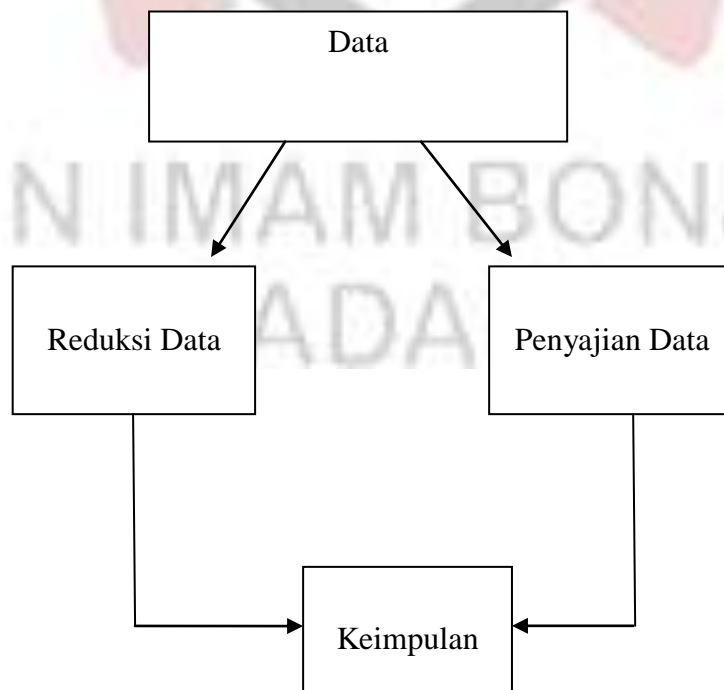 Data
N IMAM BON
Reduksi Data
ADA
Penyajian Data
Keimpulan